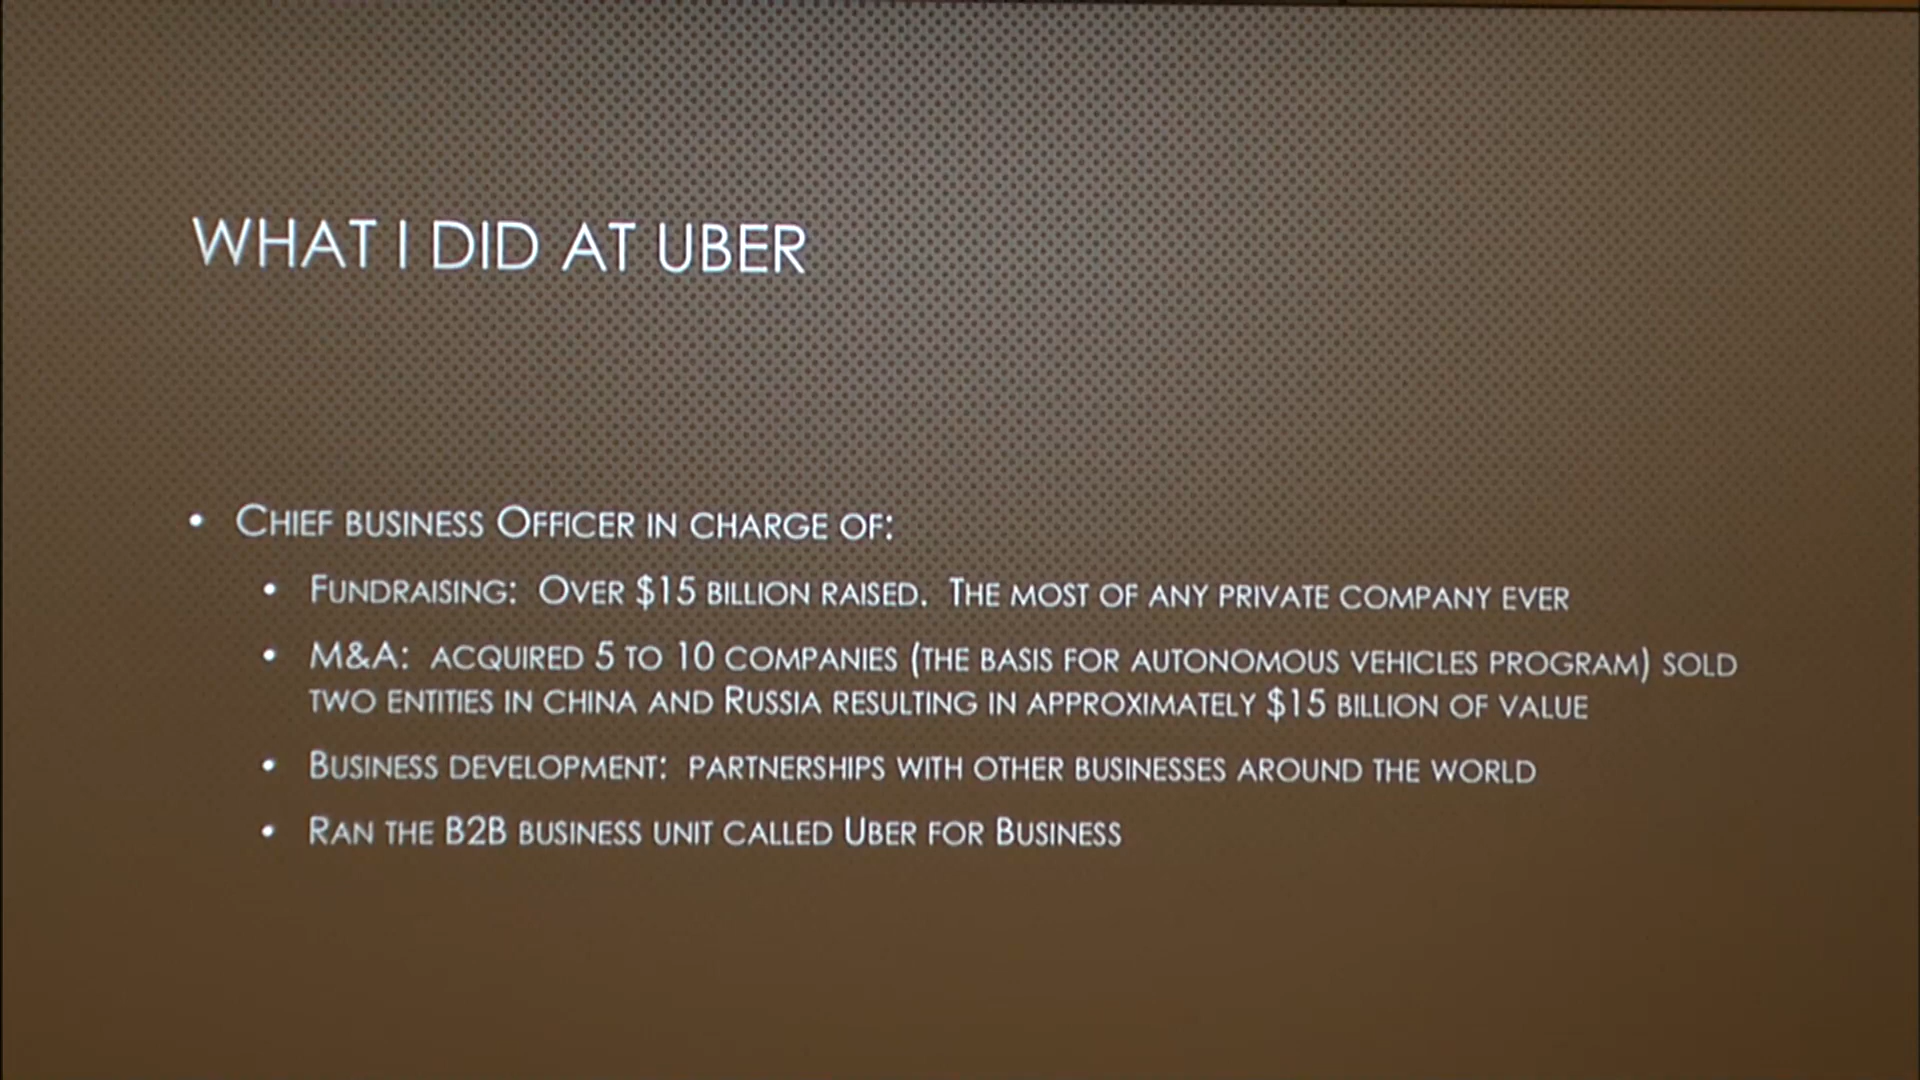 WHAT I DID AT UBER
• CHIEF BUSINESS OFFICER IN CHARGE OF:
• FUNDRAISING: OVER $15 BILLION RAISED. THE MOST OF ANY PRIVATE COMPANY EVER
• M&A: ACQUIRED 5 TO 10 COMPANIES (THE BASIS FOR AUTONOMOUS VEHICLES PROGRAM) SOLD
TWO ENTITIES IN CHINA AND RUSSIA RESULTING IN APPROXIMATELY $15 BILLION OF VALUE
• BUSINESS DEVELOPMENT: PARTNERSHIPS WITH OTHER BUSINESSES AROUND THE WORLD
• RAN THE B2B BUSINESS UNIT CALLED UBER FOR BUSINESS